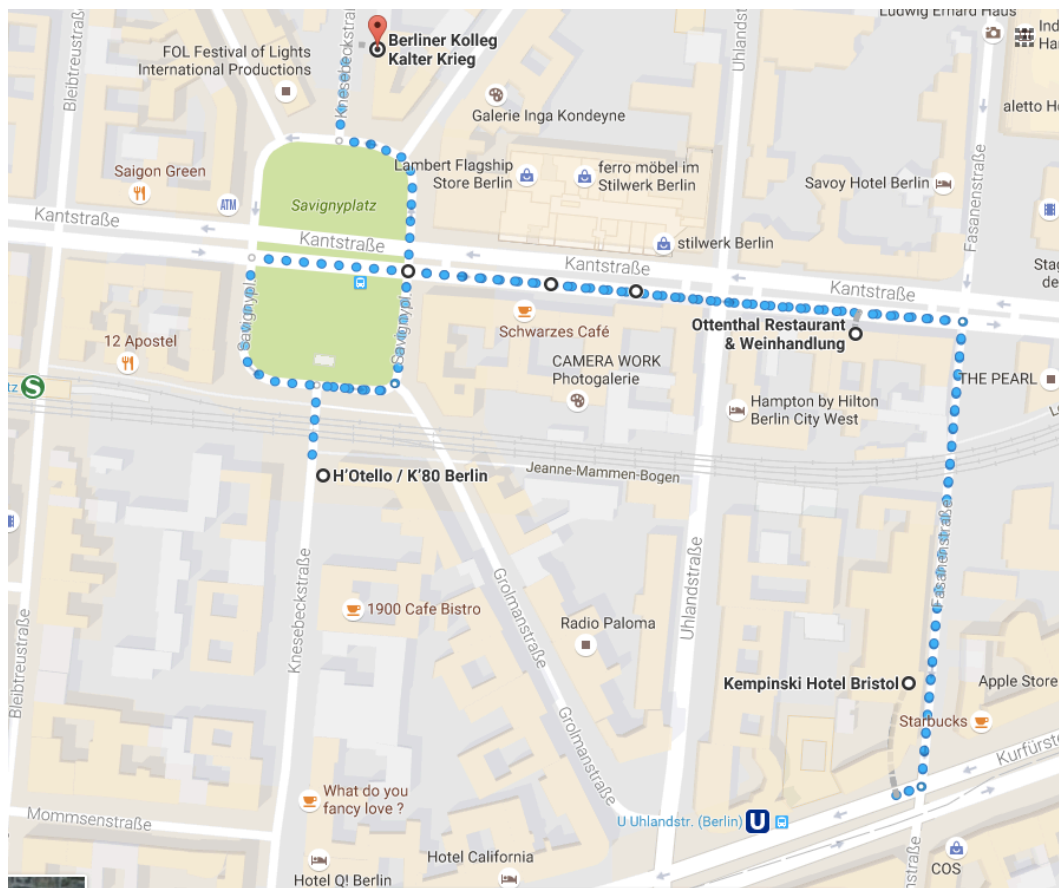 Ludwig Erhard Haus
Berliner Kolleg
Kalter Krieg
FOL Festival of Lights
International Productions
Knesebeckstraße
Bleibtreustraße
Uhlandstraße
Galerie Inga Kondeyne
aletto
Lambert Flagship
Store Berlin
ferro möbel im
Stilwerk Berlin
Saigon Green
Savoy Hotel Berlin
Fasanenstraße
ATM
Savignyplatz
Kantstraße
Kantstraße
stilwerk Berlin
Kantstraße
Kantstraße
Savignypl.
Savignypl.
Schwarzes Café
Ottenthal Restaurant
& Weinhandlung
12 Apostel
CAMERA WORK
Photogalerie
THE PEARL
S
Hampton by Hilton
Berlin City West
H'Otello / K'80 Berlin
Jeanne-Mammen-Bogen
Fasanenstraße
Knesebeckstraße
Grolmanstraße
Uhlandstraße
1900 Cafe Bistro
Radio Paloma
Bleibtreustraße
Kempinski Hotel Bristol
Apple Store
Starbucks
Grolmanstraße
Kurfürste
What do you
fancy love ?
Mommsenstraße
U Uhlandstr. (Berlin)
U
Hotel California
COS
Hotel Q! Berlin